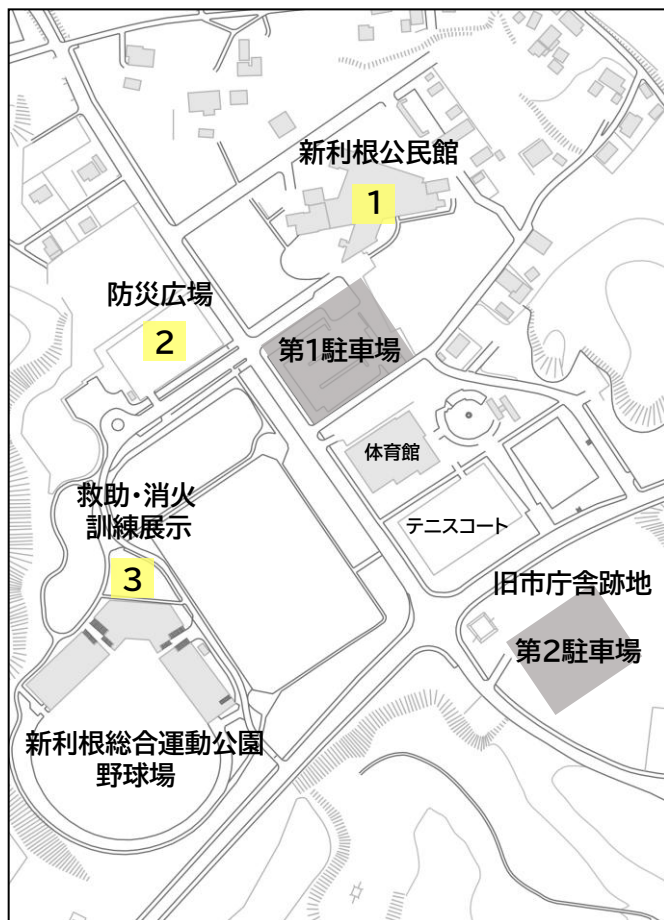 新利根公民館
1
防災広場
2
第1駐車場
体育館
救助・消火
訓練展示
テニスコート
3
旧市庁舎跡地
第2駐車場
新利根総合運動公園
野球場